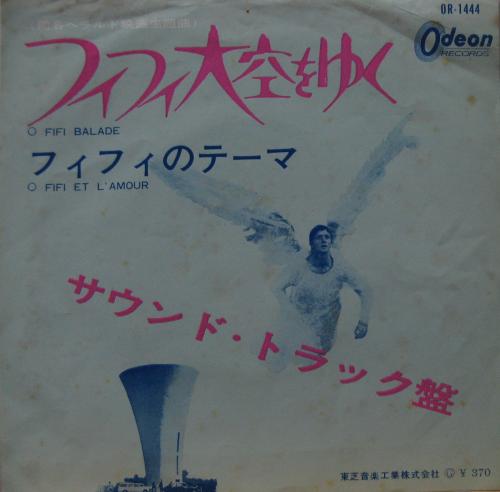 OR-1444
Odeon
RECORDS
フィフィ大空をゆく
○ FIFI BALADE
フィフィのテーマ
○ FIFI ET L'AMOUR
サウンド・トラック盤
東芝音楽工業株式会社 Ⓖ ¥ 370